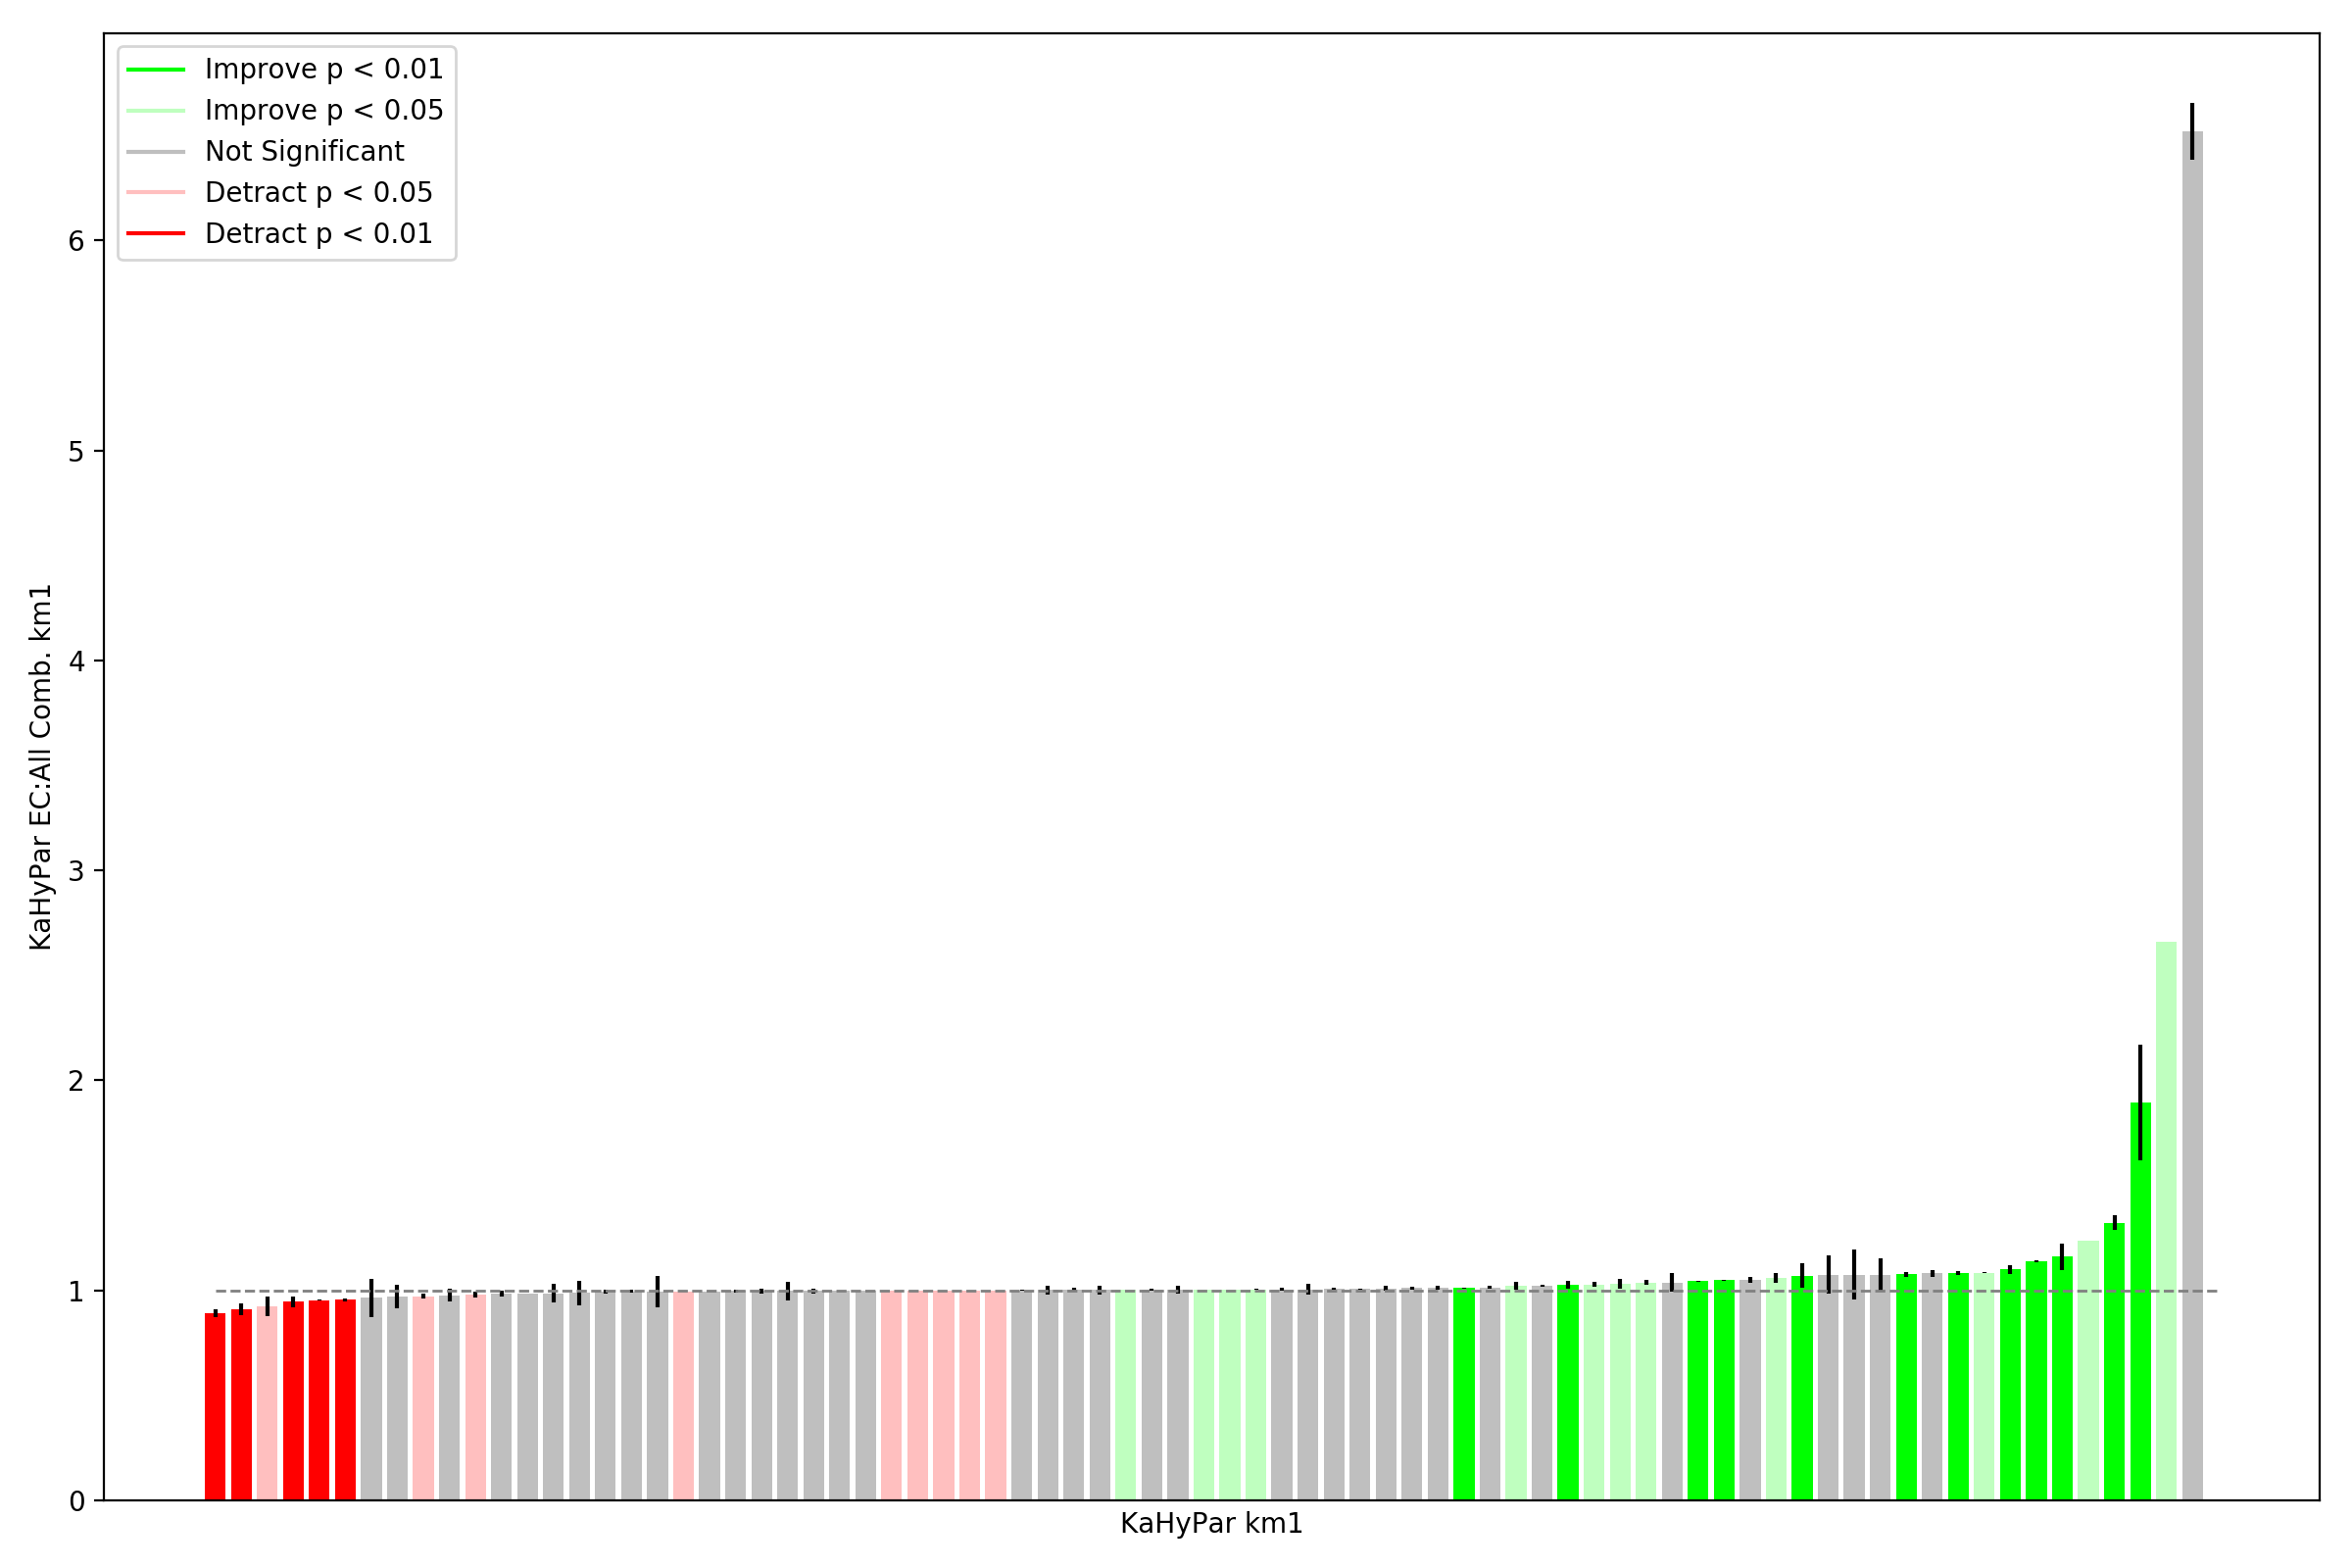 Improve p < 0.01
Improve p < 0.05
Not Significant
Detract p < 0.05
Detract p < 0.01
6
5
4
3
2
1
0
KaHyPar EC:All Comb. km1
KaHyPar km1